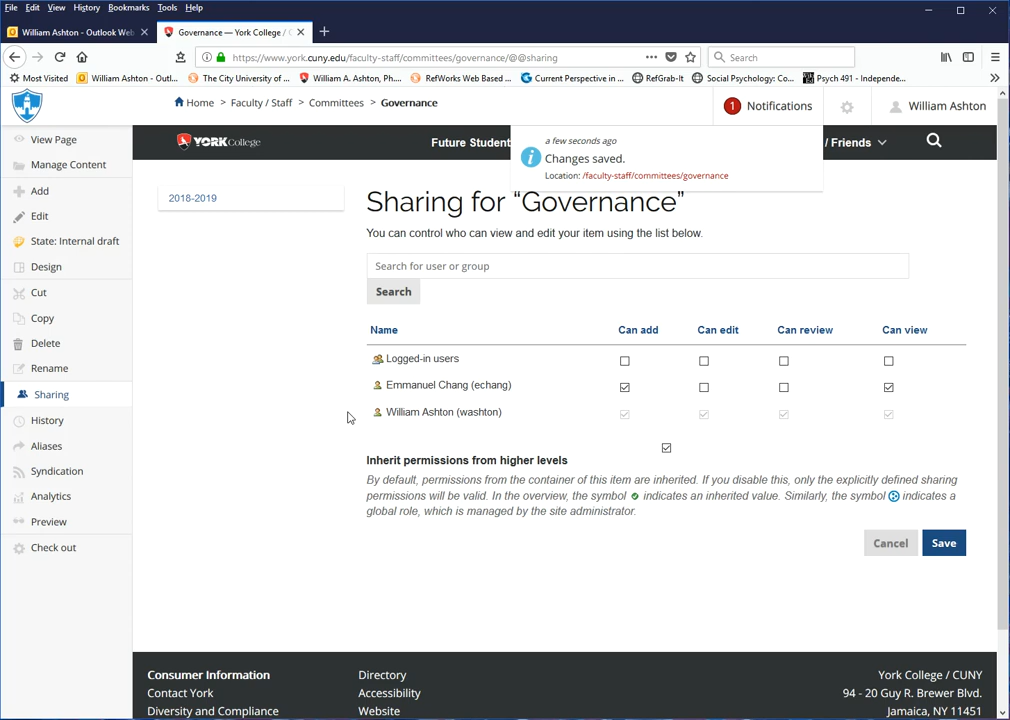 File Edit View History Bookmarks Tools Help
William Ashton - Outlook Web
Governance — York College / C
https://www.york.cuny.edu/faculty-staff/committees/governance/@@sharing
Search
Most Visited
William Ashton - Outl...
The City University of ...
William A. Ashton, Ph....
RefWorks Web Based ...
Current Perspective in ...
RefGrab-It
Social Psychology: Co...
Psych 491 - Independe...
Home > Faculty / Staff > Committees > Governance
1 Notifications
William Ashton
View Page
Manage Content
Add
Edit
State: Internal draft
Design
Cut
Copy
Delete
Rename
Sharing
History
Aliases
Syndication
Analytics
Preview
Check out
YORK College
Future Student
/ Friends
a few seconds ago
Changes saved.
Location: /faculty-staff/committees/governance
2018-2019
Sharing for “Governance”
You can control who can view and edit your item using the list below.
Search for user or group
Search
Name Can add Can edit Can review Can view
Logged-in users
Emmanuel Chang (echang)
William Ashton (washton)
Inherit permissions from higher levels
By default, permissions from the container of this item are inherited. If you disable this, only the explicitly defined sharing
permissions will be valid. In the overview, the symbol indicates an inherited value. Similarly, the symbol indicates a
global role, which is managed by the site administrator.
Cancel Save
Consumer Information
Contact York
Diversity and Compliance
Directory
Accessibility
Website
York College / CUNY
94 - 20 Guy R. Brewer Blvd.
Jamaica, NY 11451